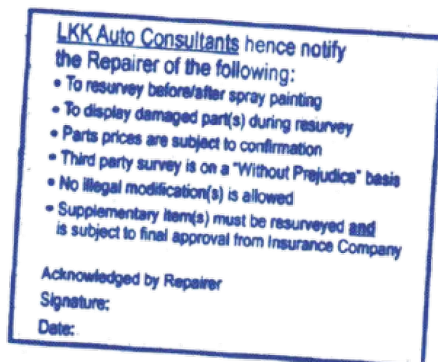 LKK Auto Consultants hence notify
the Repairer of the following:
• To resurvey before/after spray painting
• To display damaged part(s) during resurvey
• Parts prices are subject to confirmation
• Third party survey is on a "Without Prejudics" basis
• No illegal modification(s) is allowed
• Supplementary item(s) must be resurveyed and
is subject to final approval from Insurance Company
Acknowledged by Repairer
Signature:
Date: